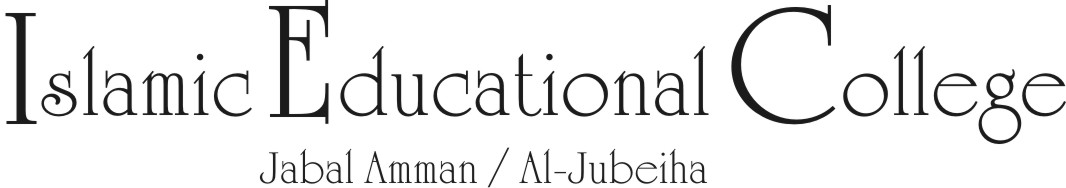 Islamic Educational College
Jabal Amman / Al-Jubeiha